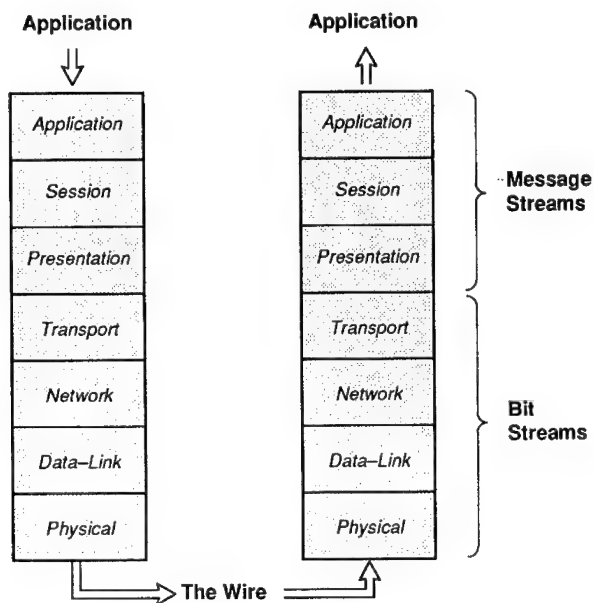 Application
Application
Application
Session
Presentation
Transport
Network
Data–Link
Physical
Application
Session
Presentation
Transport
Network
Data–Link
Physical
Message
Streams
Bit
Streams
The Wire